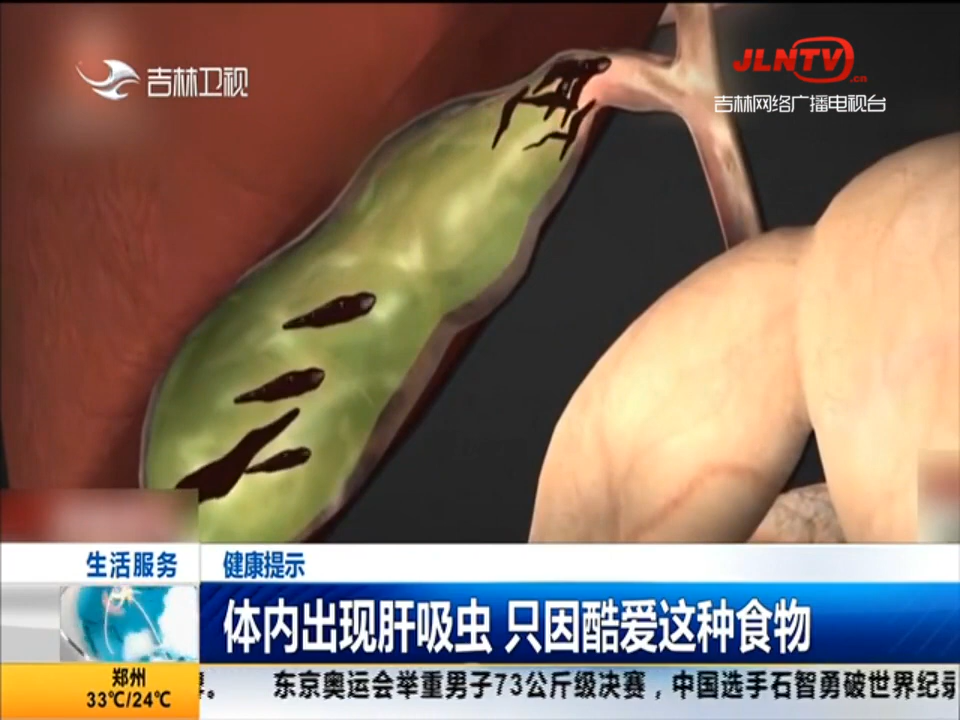 吉林卫视
JLNTV.cn
吉林网络广播电视台
生活服务
健康提示
体内出现肝吸虫 只因酷爱这种食物
郑州
33℃/24℃
。 东京奥运会举重男子73公斤级决赛，中国选手石智勇破世界纪录